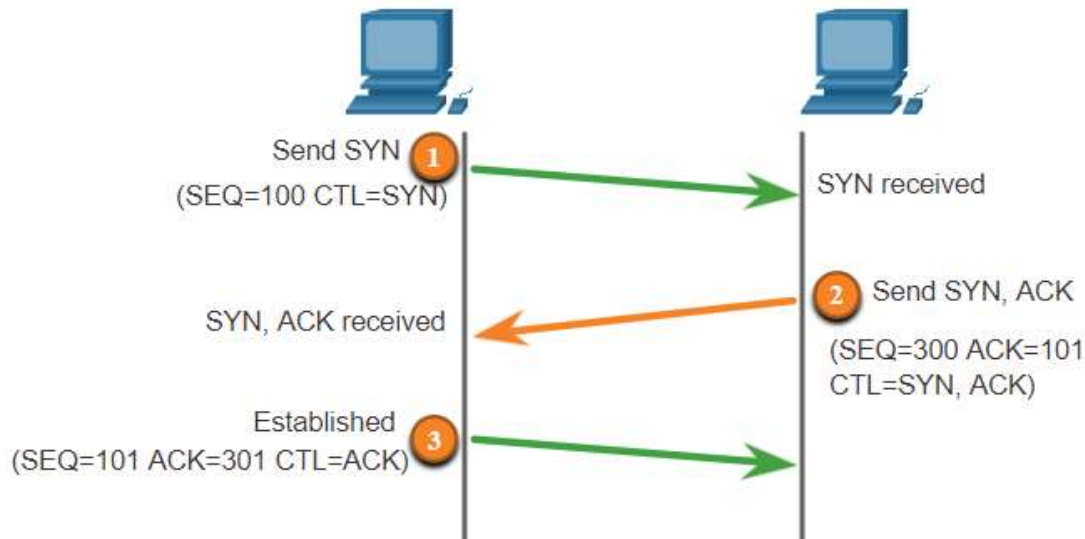 Send SYN 1
(SEQ=100 CTL=SYN)
SYN received
2 Send SYN, ACK
SYN, ACK received
(SEQ=300 ACK=101
CTL=SYN, ACK)
Established 3
(SEQ=101 ACK=301 CTL=ACK)